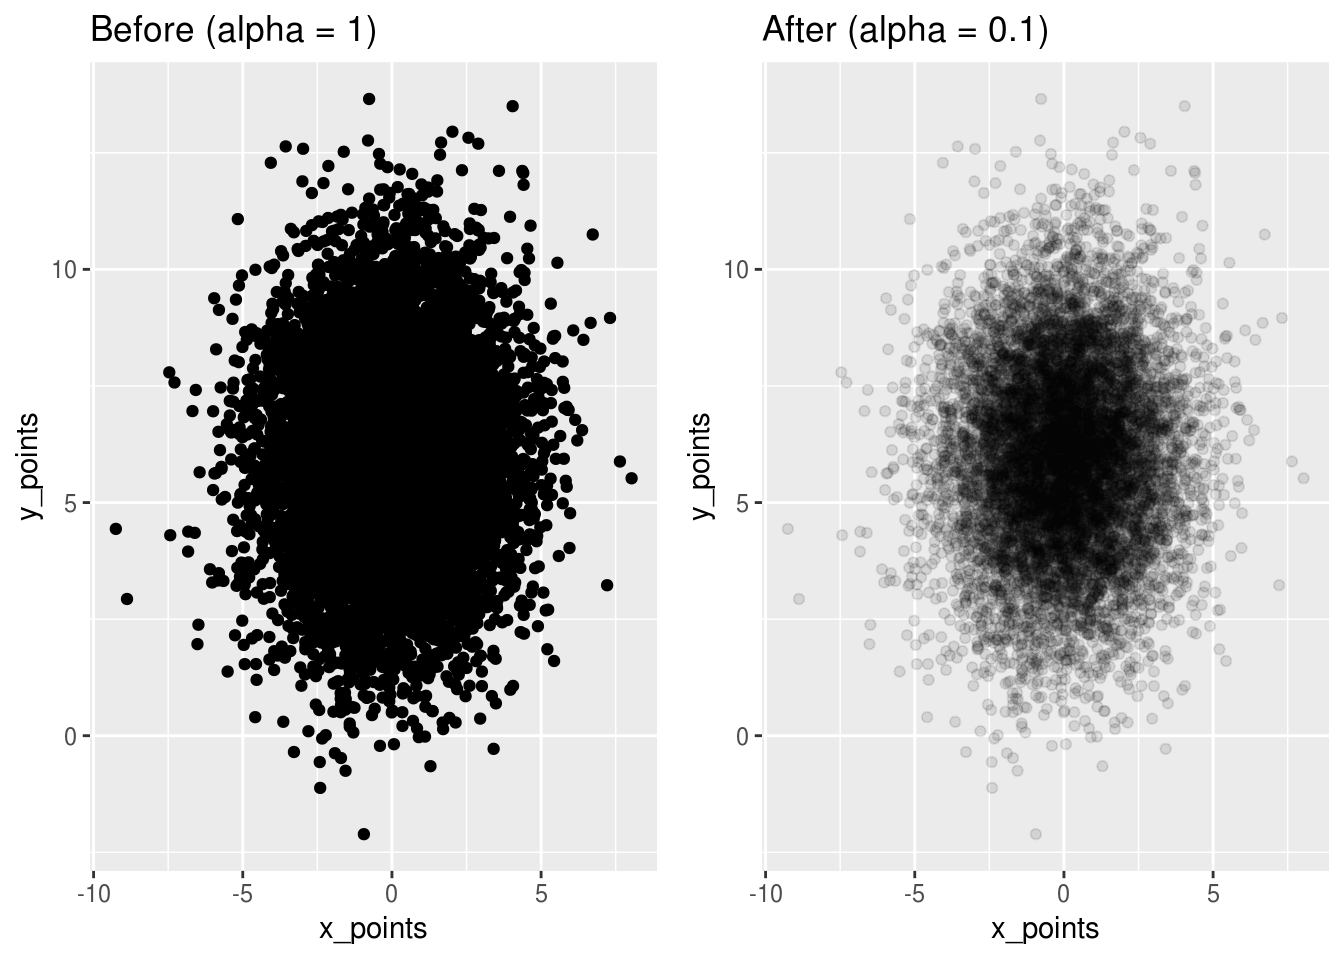 Before (alpha = 1)
y_points
10
5
0
-10 -5 0 5
x_points
After (alpha = 0.1)
y_points
10
5
0
-10 -5 0 5
x_points